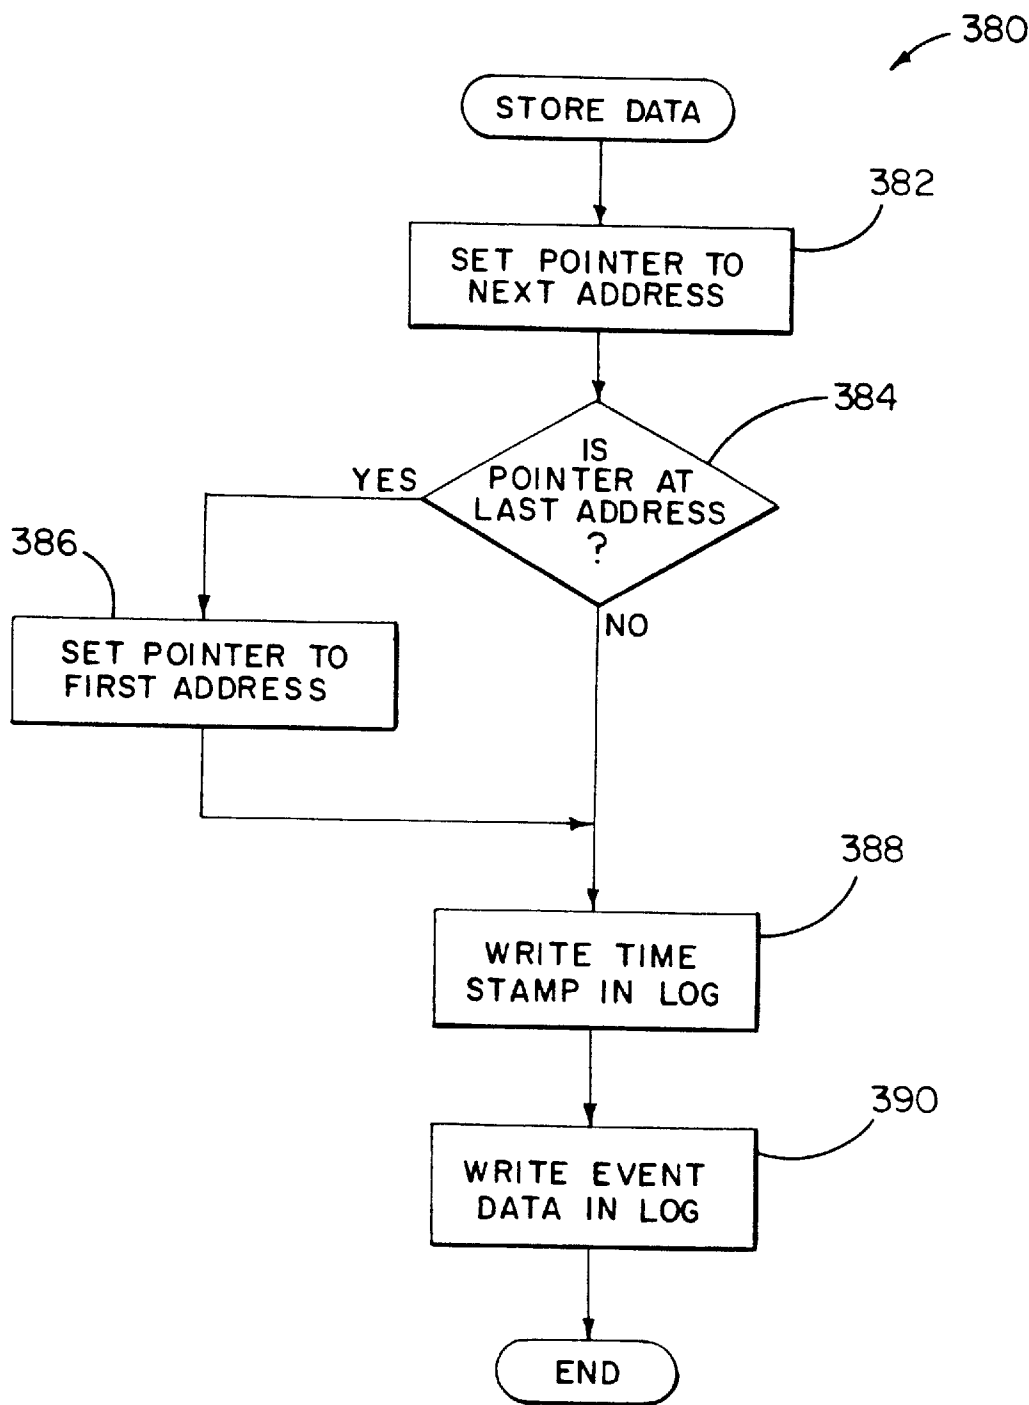 380
STORE DATA
382
SET POINTER TO
NEXT ADDRESS
384
IS
POINTER AT
LAST ADDRESS
?
YES
386
NO
SET POINTER TO
FIRST ADDRESS
388
WRITE TIME
STAMP IN LOG
390
WRITE EVENT
DATA IN LOG
END